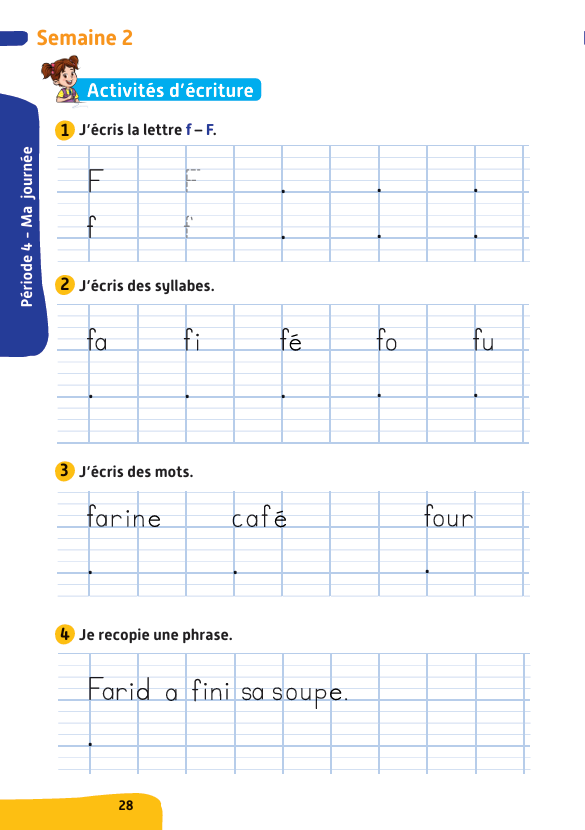 Semaine 2
Activités d'écriture
Période 4 - Ma journée
1 J'écris la lettre f – F.
F F . . .
f f . . .
2 J'écris des syllabes.
fa fi fé fo fu
. . . . .
3 J'écris des mots.
farine café four
. . .
4 Je recopie une phrase.
Farid a fini sa soupe.
.
28